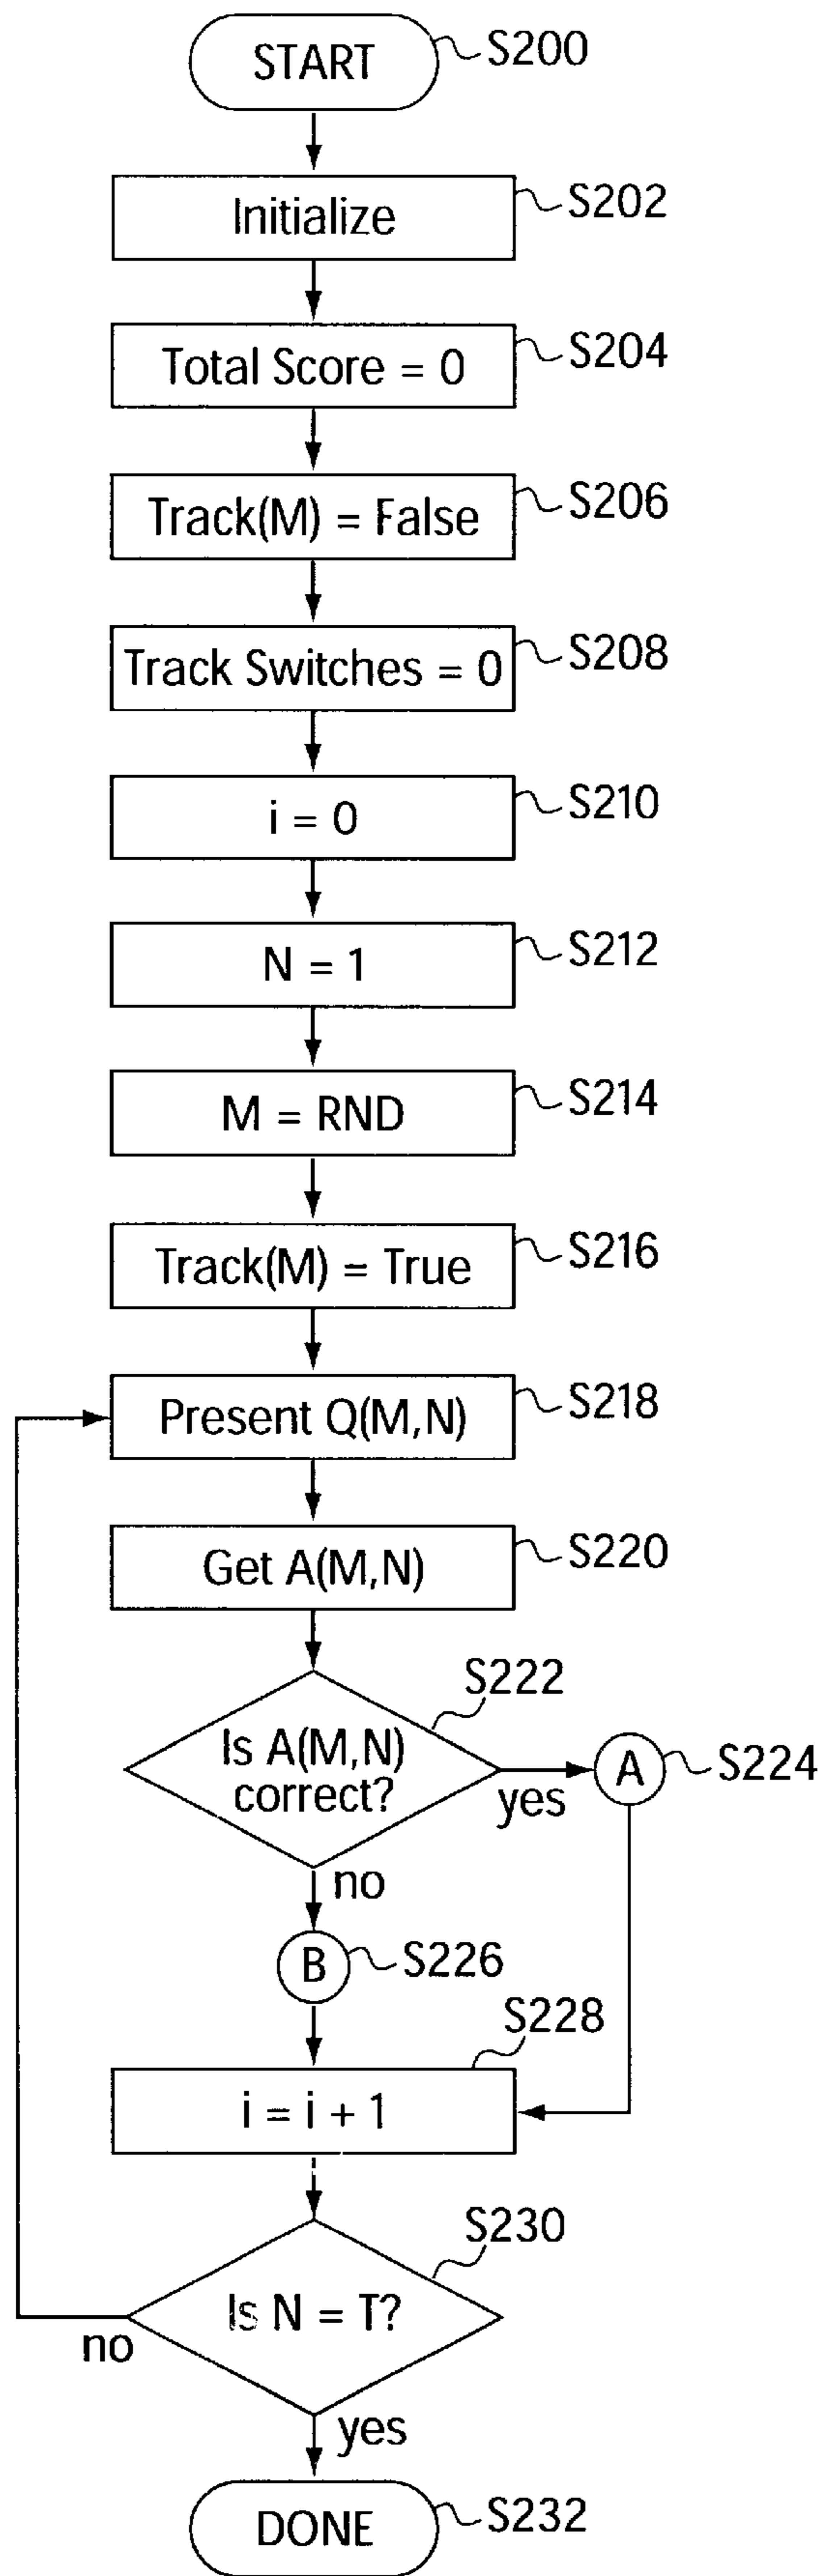 START
S200
Initialize
S202
Total Score = 0
S204
Track(M) = False
S206
Track Switches = 0
S208
i = 0
S210
N = 1
S212
M = RND
S214
Track(M) = True
S216
Present Q(M,N)
S218
Get A(M,N)
S220
S222
Is A(M,N)
correct?
yes
A
S224
no
B
S226
S228
i = i + 1
S230
Is N = T?
no
yes
DONE
S232